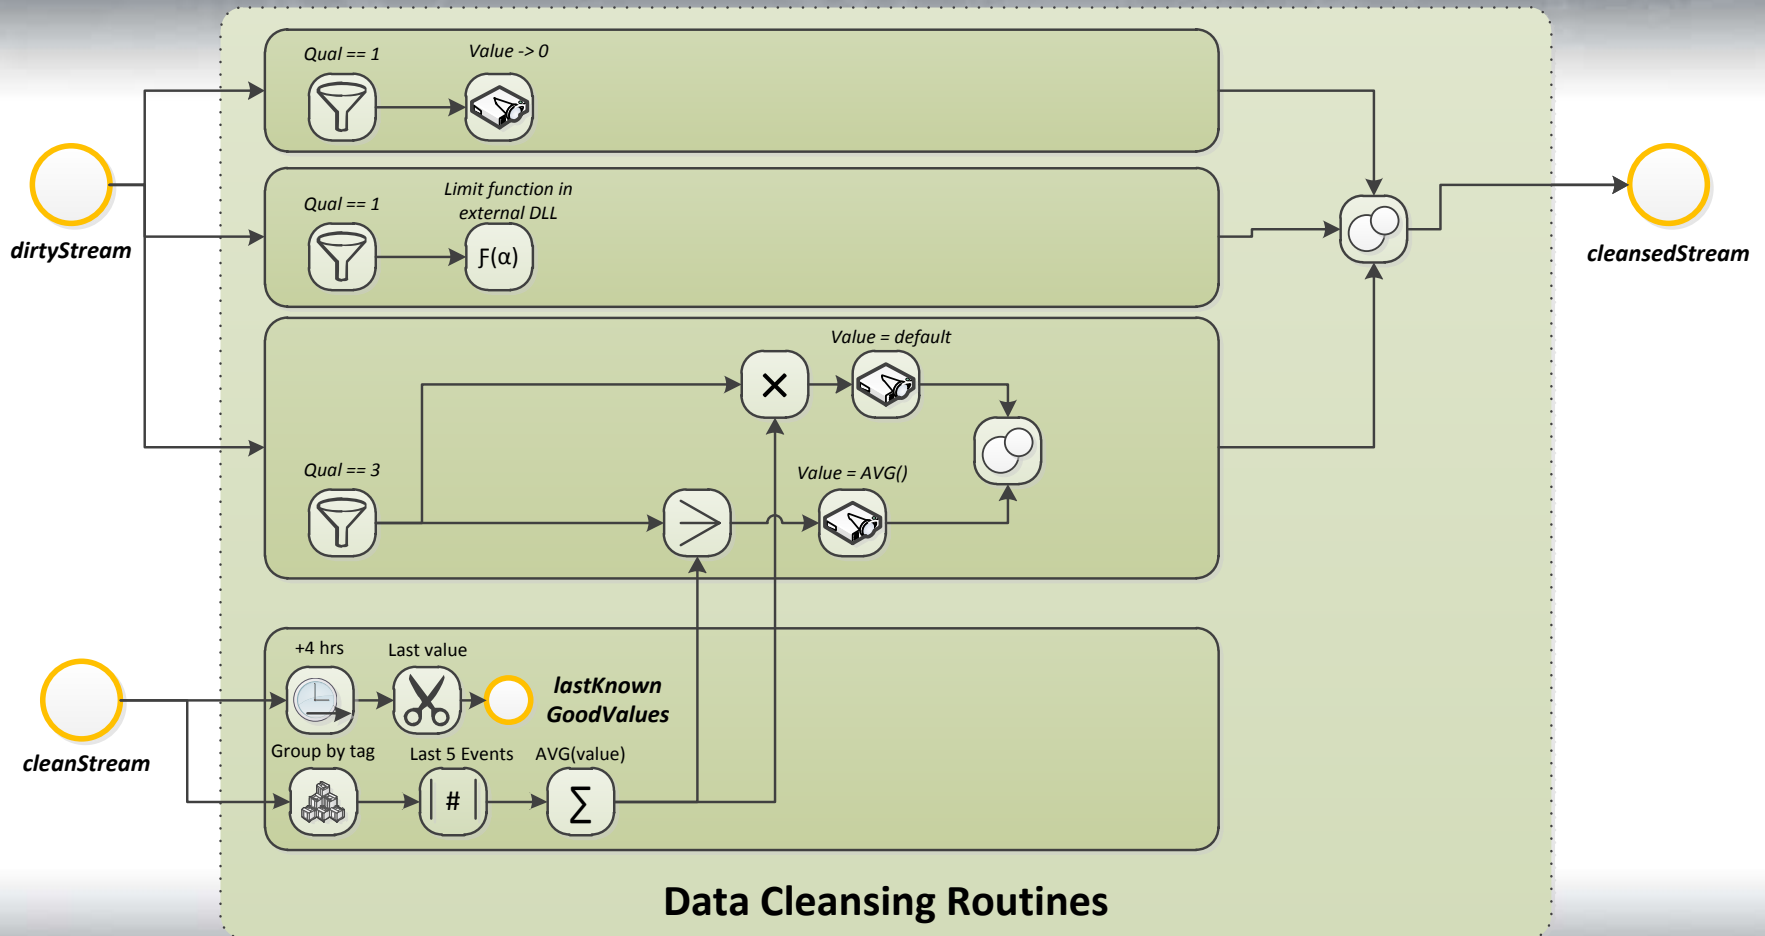 Qual == 1
Value -> 0
Qual == 1
Limit function in
external DLL
Ƒ(α)
dirtyStream
cleansedStream
Value = default
×
Qual == 3
Value = AVG()
+4 hrs
Last value
lastKnown
GoodValues
cleanStream
Group by tag
Last 5 Events
AVG(value)
#
∑
Data Cleansing Routines